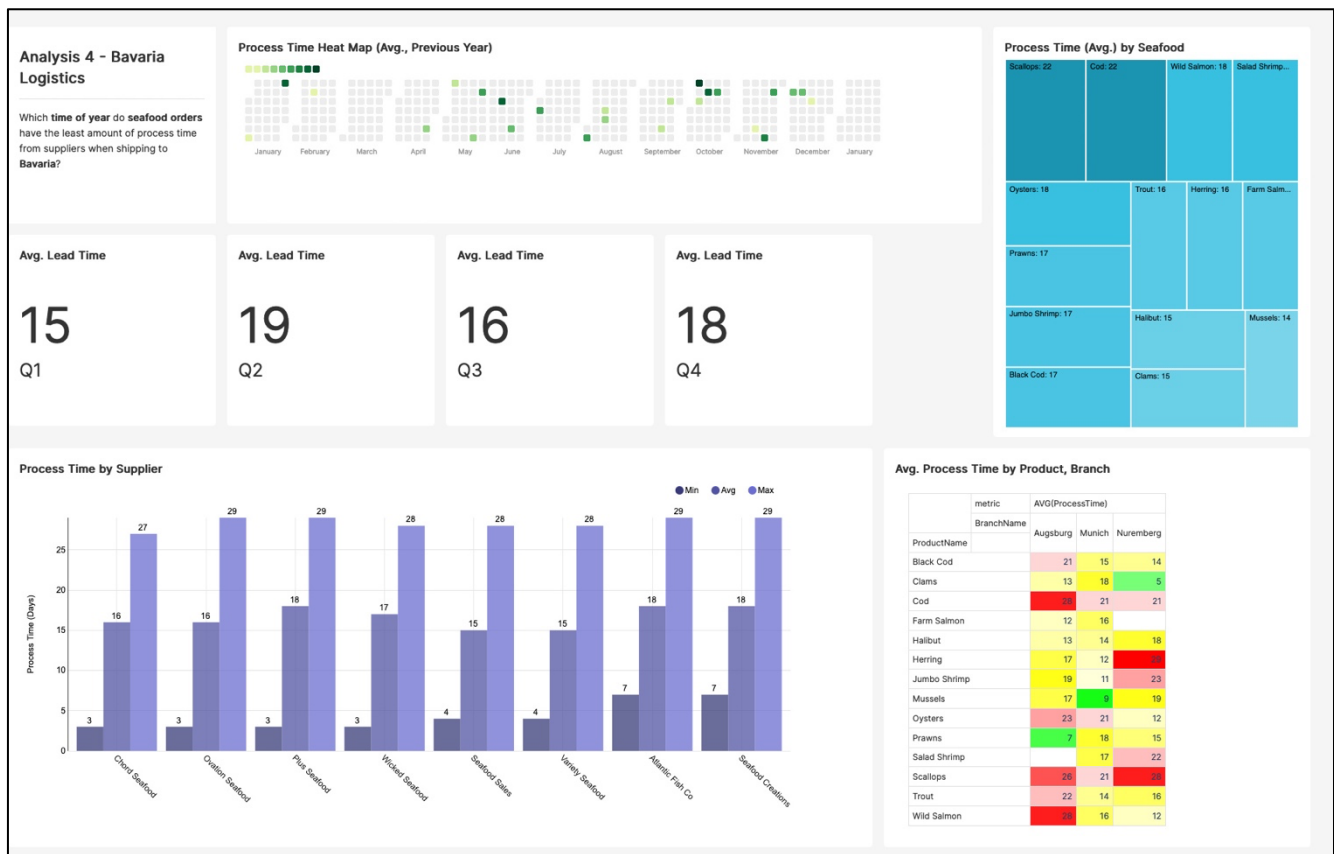 Analysis 4 - Bavaria
Logistics
Which time of year do seafood orders
have the least amount of process time
from suppliers when shipping to
Bavaria?
Process Time Heat Map (Avg., Previous Year)
January February March April May June July August September October November December January
Process Time (Avg.) by Seafood
Scallops: 22 Cod: 22 Wild Salmon: 18 Salad Shrimp...
Oysters: 18 Trout: 16 Herring: 16 Farm Salm...
Prawns: 17
Jumbo Shrimp: 17 Halibut: 15 Mussels: 14
Black Cod: 17 Clams: 15
Avg. Lead Time
15
Q1
Avg. Lead Time
19
Q2
Avg. Lead Time
16
Q3
Avg. Lead Time
18
Q4
Process Time by Supplier
Min Avg Max
Process Time (Days)
25
20
15
10
5
0
3 16 27
3 16 29
3 18 29
3 17 28
4 15 28
4 15 28
7 18 29
7 18 29
Chord Seafood
Ovation Seafood
Plus Seafood
Wicked Seafood
Seafood Sales
Variety Seafood
Atlantic Fish Co
Seafood Creations
Avg. Process Time by Product, Branch
metric AVG(ProcessTime)
BranchName Augsburg Munich Nuremberg
ProductName
Black Cod 21 15 14
Clams 13 18 5
Cod 28 21 21
Farm Salmon 12 16
Halibut 13 14 18
Herring 17 12
Jumbo Shrimp 19 11 23
Mussels 17 9 19
Oysters 23 21 12
Prawns 7 18 15
Salad Shrimp 17 22
Scallops 26 21 28
Trout 22 14 16
Wild Salmon 28 16 12